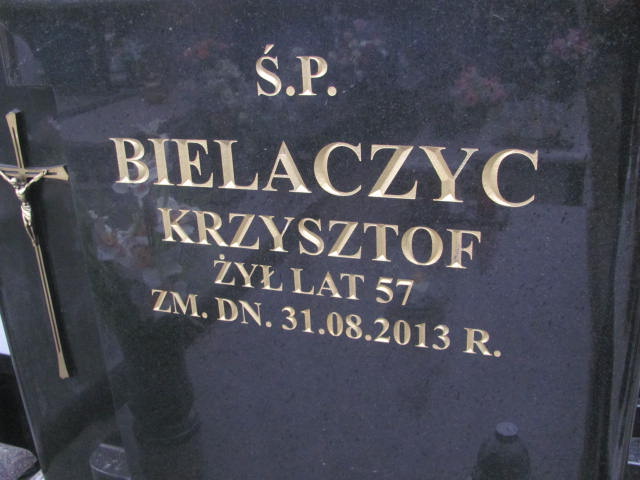 Ś.P.
BIELACZYC
KRZYSZTOF
ŻYŁ LAT 57
ZM. DN. 31.08.2013 R.